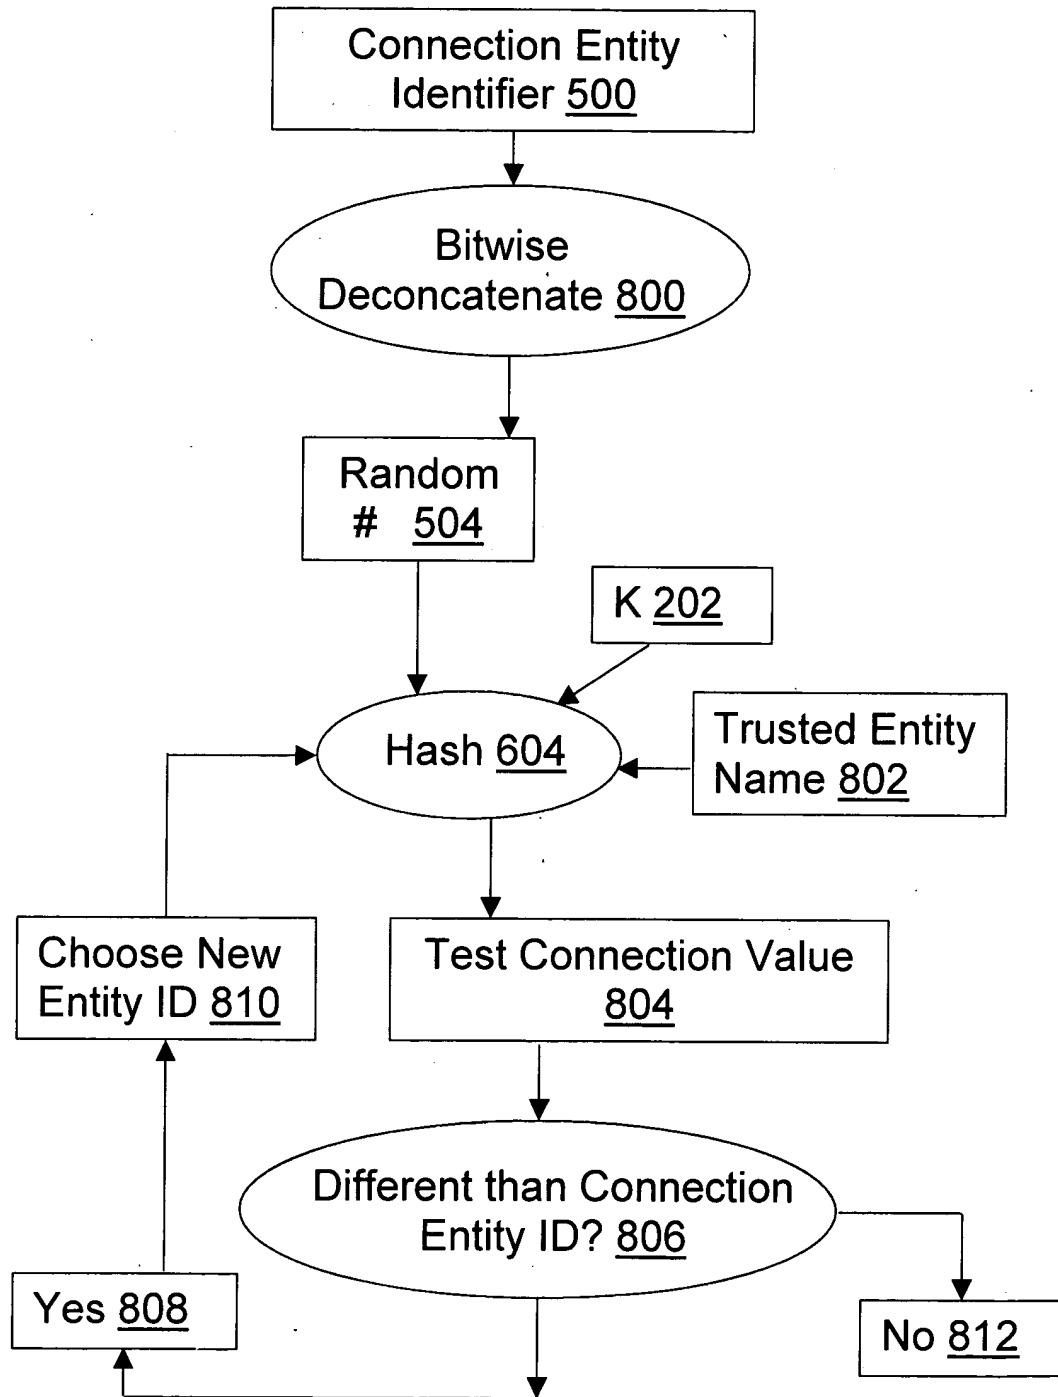 Connection Entity
Identifier 500
Bitwise
Deconcatenate 800
Random
# 504
K 202
Hash 604
Trusted Entity
Name 802
Choose New
Entity ID 810
Test Connection Value
804
Different than Connection
Entity ID? 806
Yes 808
No 812